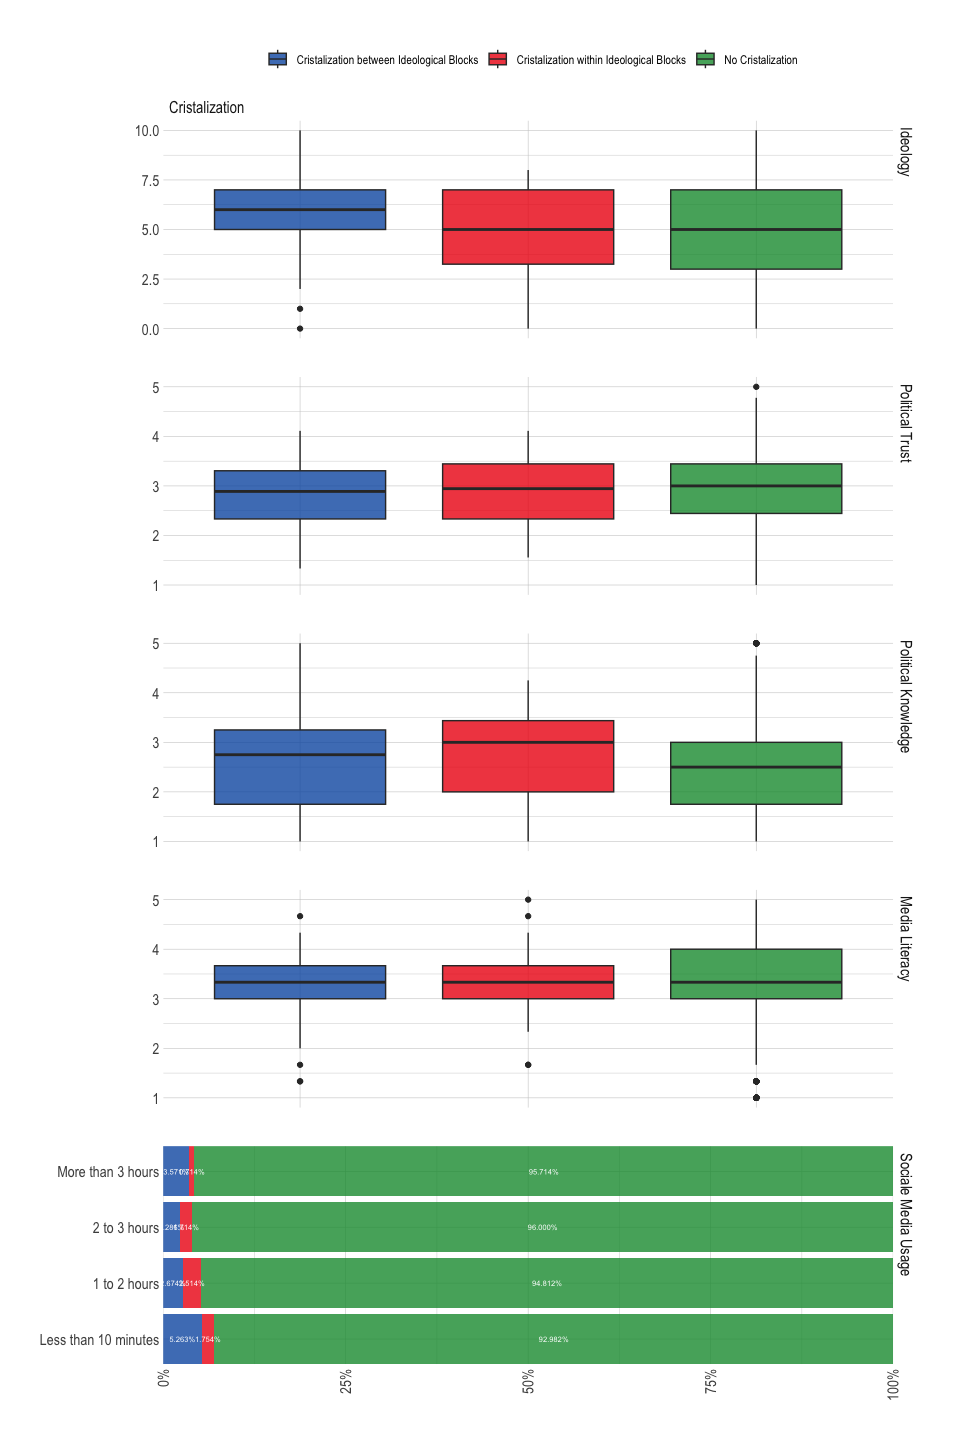 Cristalization between Ideological Blocks
Cristalization within Ideological Blocks
No Cristalization
Cristalization
10.0
7.5
5.0
2.5
0.0
Ideology
5
4
3
2
1
Political Trust
5
4
3
2
1
Political Knowledge
5
4
3
2
1
Media Literacy
More than 3 hours
95.714%
2 to 3 hours
96.000%
1 to 2 hours
94.812%
Less than 10 minutes
5.263%
1.754%
92.982%
Sociale Media Usage
0%
25%
50%
75%
100%